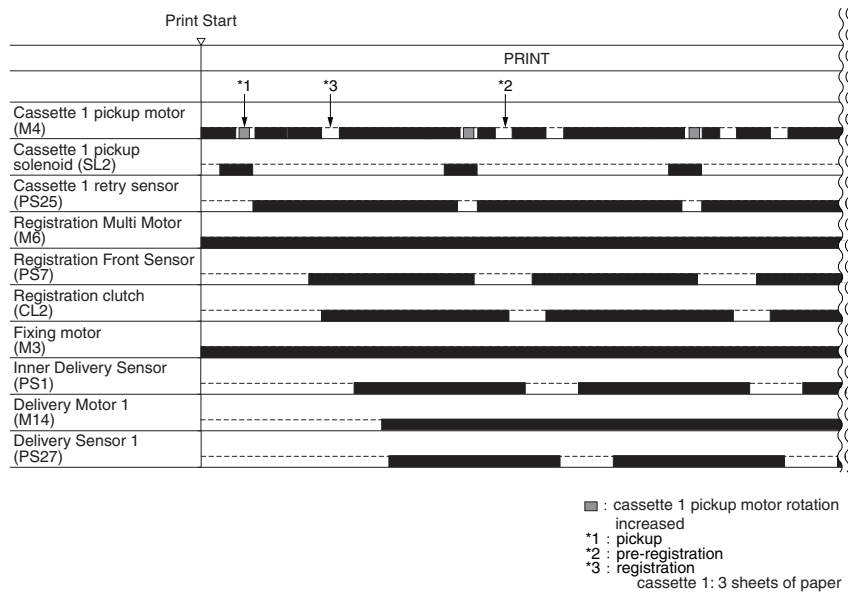 Print Start
PRINT
*1
*3
*2
Cassette 1 pickup motor
(M4)
Cassette 1 pickup
solenoid (SL2)
Cassette 1 retry sensor
(PS25)
Registration Multi Motor
(M6)
Registration Front Sensor
(PS7)
Registration clutch
(CL2)
Fixing motor
(M3)
Inner Delivery Sensor
(PS1)
Delivery Motor 1
(M14)
Delivery Sensor 1
(PS27)
: cassette 1 pickup motor rotation
increased
*1 : pickup
*2 : pre-registration
*3 : registration
cassette 1: 3 sheets of paper